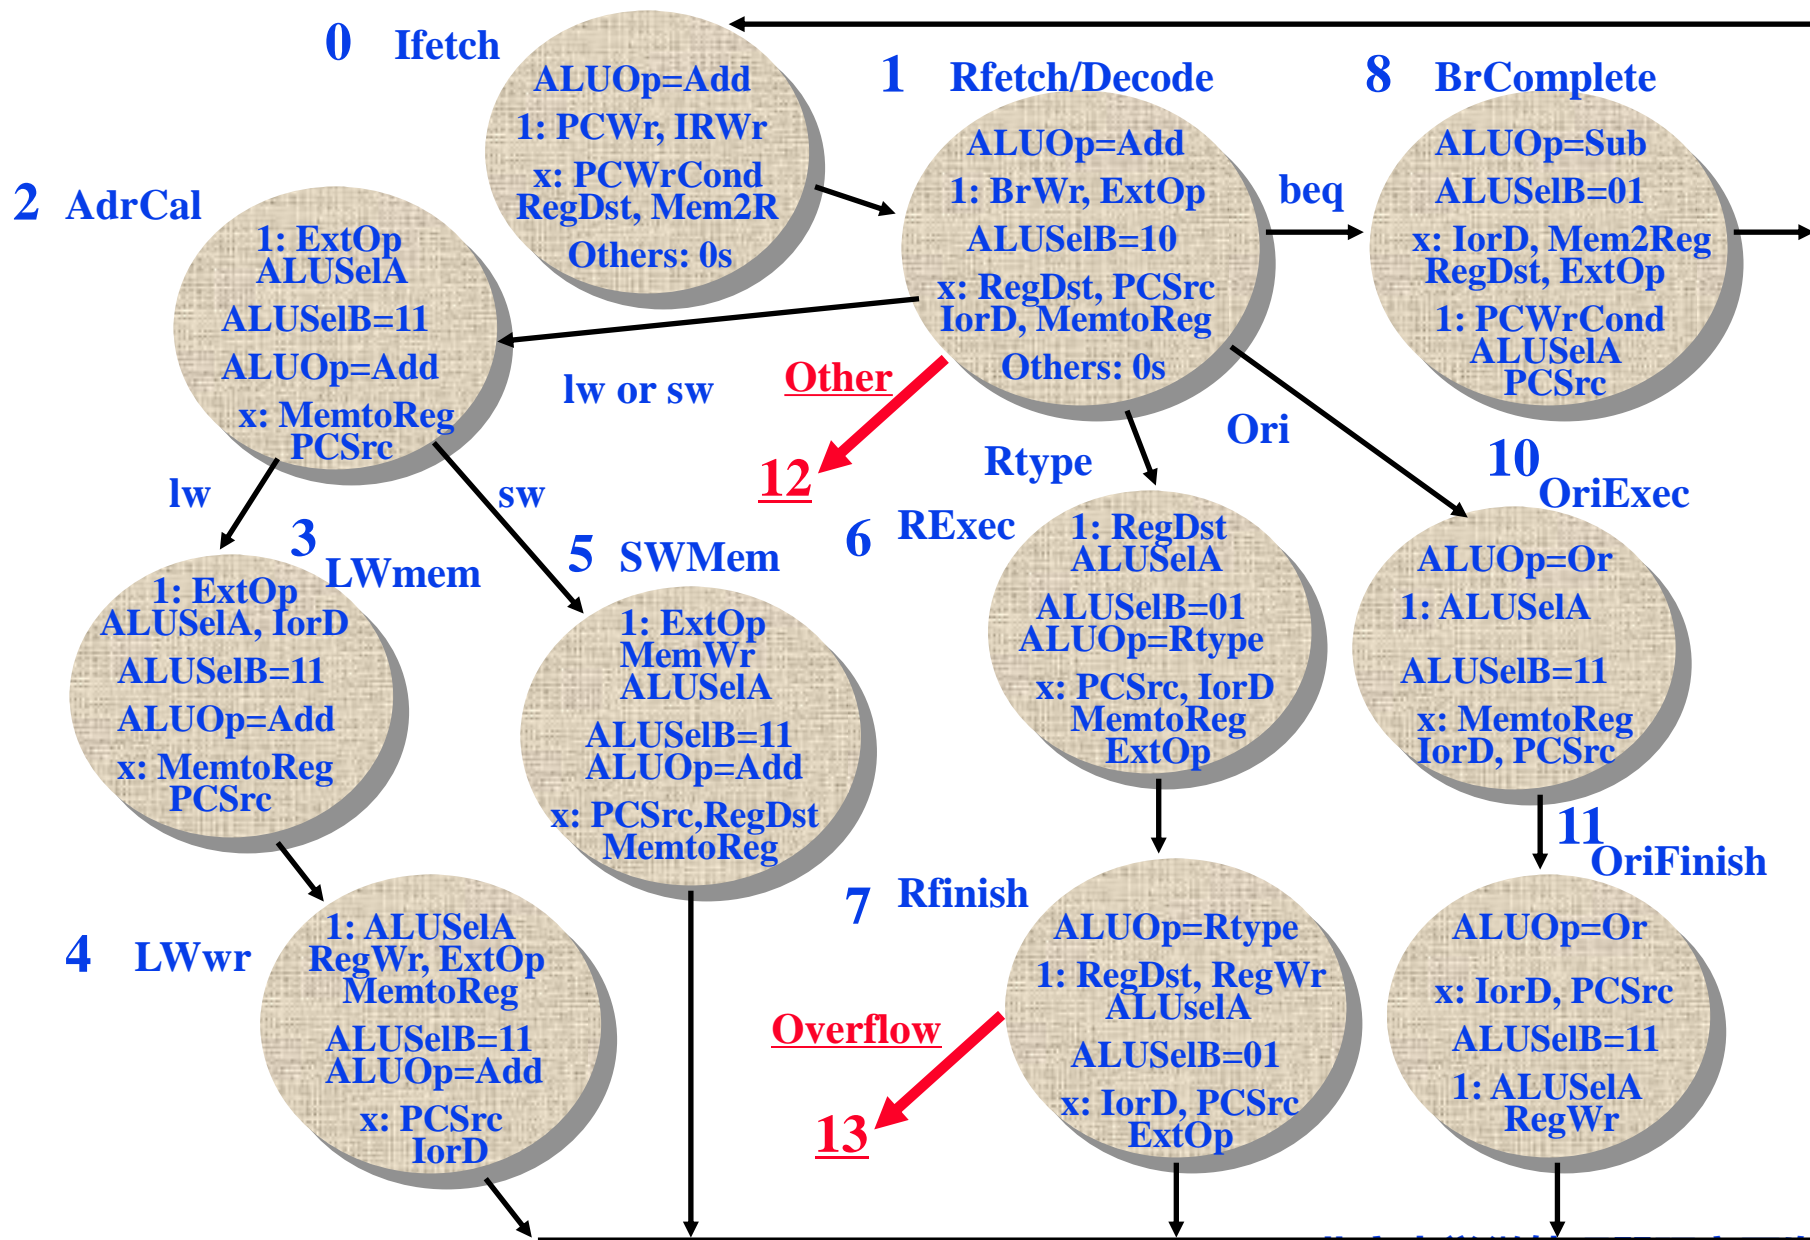 0 Ifetch
ALUOp=Add
1: PCWr, IRWr
x: PCWrCond
RegDst, Mem2R
Others: 0s
1 Rfetch/Decode
ALUOp=Add
1: BrWr, ExtOp
ALUSelB=10
x: RegDst, PCSrc
IorD, MemtoReg
Others: 0s
beq
8 BrComplete
ALUOp=Sub
ALUSelB=01
x: IorD, Mem2Reg
RegDst, ExtOp
1: PCWrCond
ALUSelA
PCSrc
2 AdrCal
1: ExtOp
ALUSelA
ALUSelB=11
ALUOp=Add
x: MemtoReg
PCSrc
lw or sw
Other
12
Rtype
Ori
lw
sw
3
LWmem
1: ExtOp
ALUSelA, IorD
ALUSelB=11
ALUOp=Add
x: MemtoReg
PCSrc
5 SWMem
1: ExtOp
MemWr
ALUSelA
ALUSelB=11
ALUOp=Add
x: PCSrc,RegDst
MemtoReg
6 RExec
1: RegDst
ALUSelA
ALUSelB=01
ALUOp=Rtype
x: PCSrc, IorD
MemtoReg
ExtOp
10
OriExec
ALUOp=Or
1: ALUSelA
ALUSelB=11
x: MemtoReg
IorD, PCSrc
4 LWwr
1: ALUSelA
RegWr, ExtOp
MemtoReg
ALUSelB=11
ALUOp=Add
x: PCSrc
IorD
7 Rfinish
ALUOp=Rtype
1: RegDst, RegWr
ALUselA
ALUSelB=01
x: IorD, PCSrc
ExtOp
Overflow
13
11
OriFinish
ALUOp=Or
x: IorD, PCSrc
ALUSelB=11
1: ALUSelA
RegWr